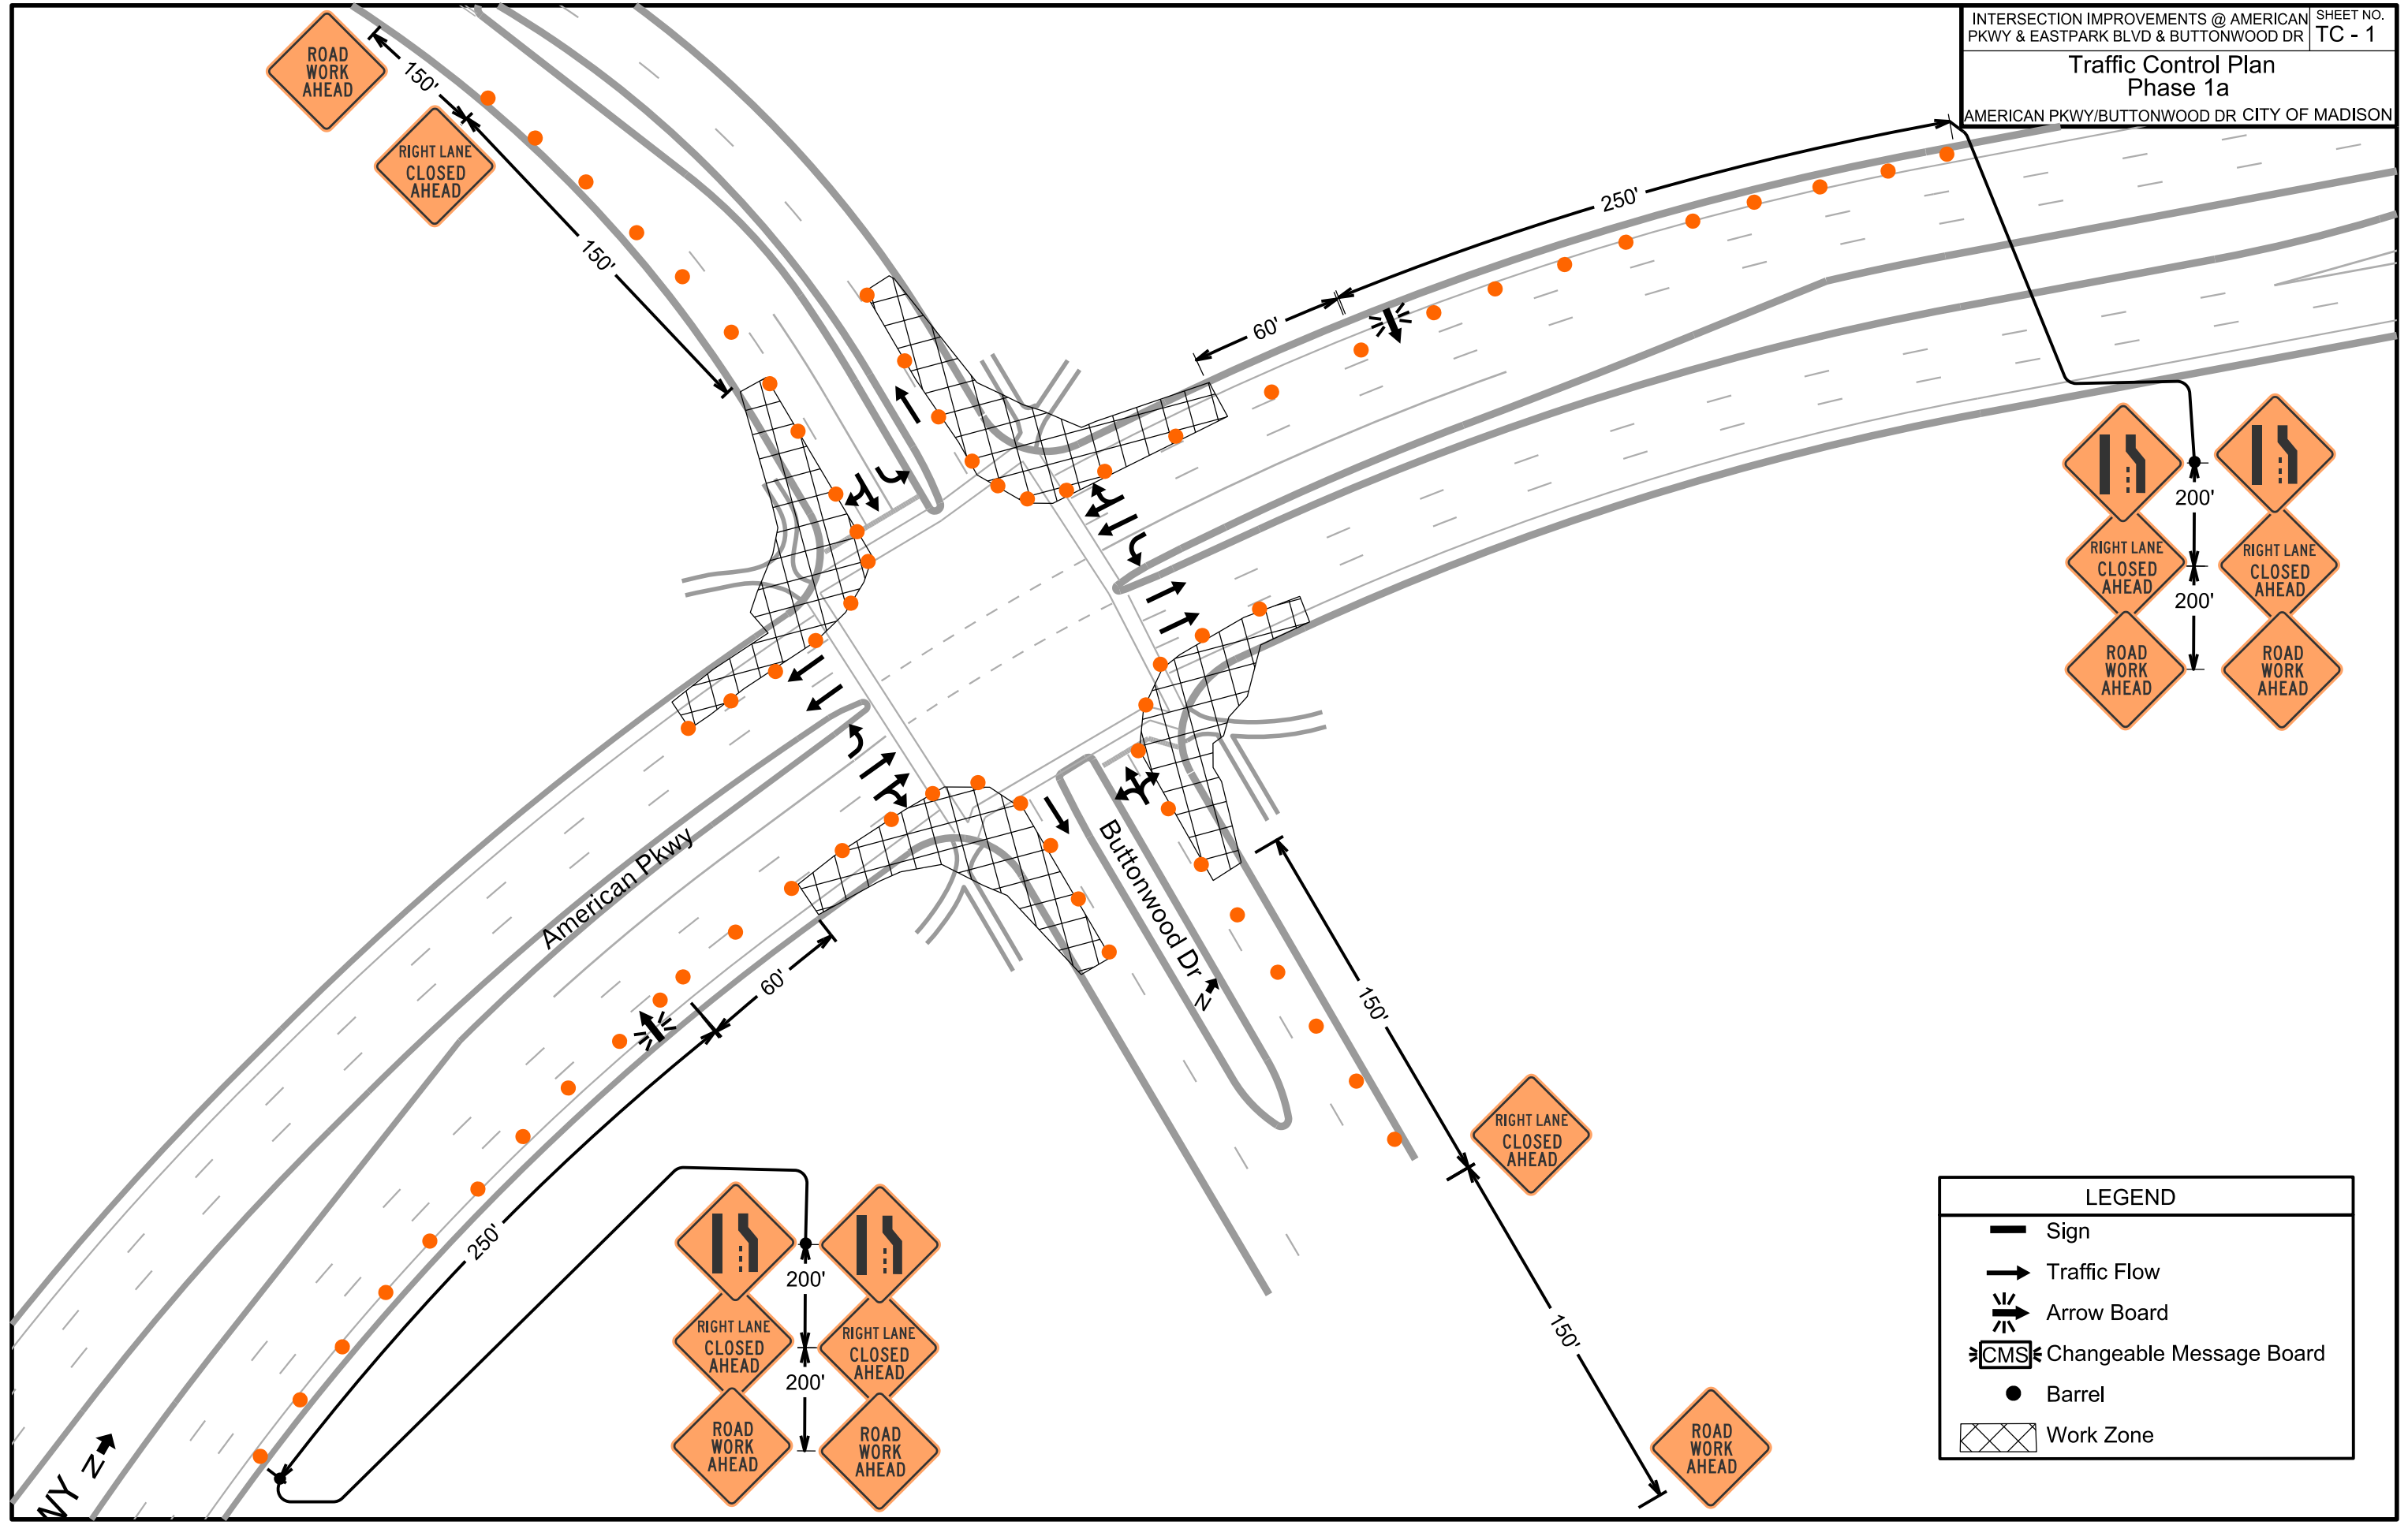 INTERSECTION IMPROVEMENTS @ AMERICAN
PKWY & EASTPARK BLVD & BUTTONWOOD DR
SHEET NO.
TC - 1
Traffic Control Plan
Phase 1a
AMERICAN PKWY/BUTTONWOOD DR CITY OF MADISON
ROAD
WORK
AHEAD
150'
RIGHT LANE
CLOSED
AHEAD
150'
250'
60'
200'
RIGHT LANE
CLOSED
AHEAD
RIGHT LANE
CLOSED
AHEAD
200'
ROAD
WORK
AHEAD
ROAD
WORK
AHEAD
American Pkwy
Buttonwood Dr
N
60'
150'
250'
RIGHT LANE
CLOSED
AHEAD
150'
ROAD
WORK
AHEAD
200'
RIGHT LANE
CLOSED
AHEAD
RIGHT LANE
CLOSED
AHEAD
200'
ROAD
WORK
AHEAD
ROAD
WORK
AHEAD
WY
N
LEGEND
Sign
Traffic Flow
Arrow Board
CMS Changeable Message Board
Barrel
Work Zone